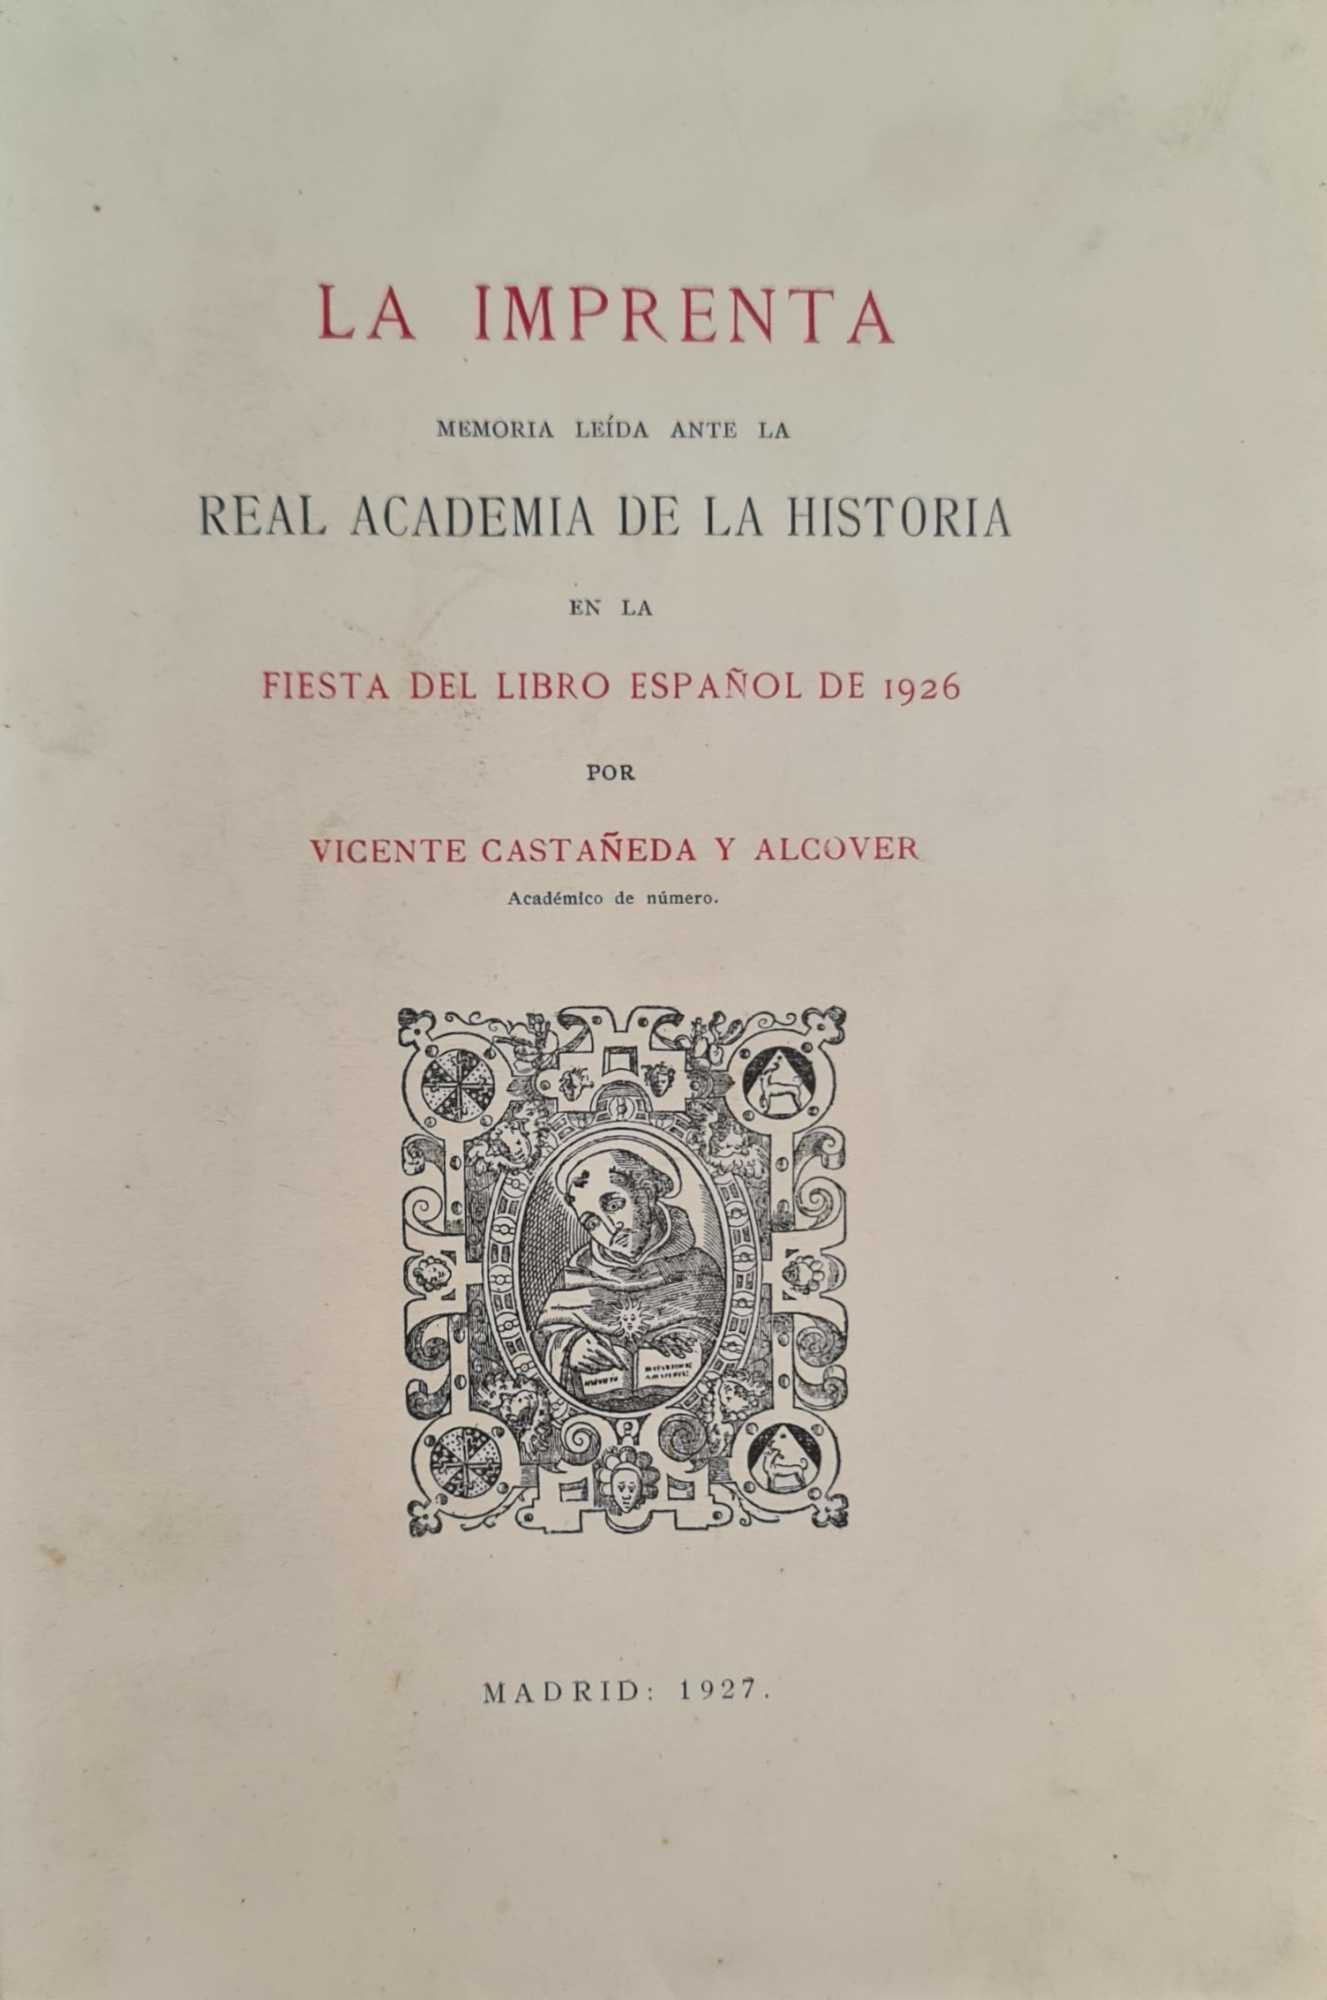 LA IMPRENTA
MEMORIA LEÍDA ANTE LA
REAL ACADEMIA DE LA HISTORIA
EN LA
FIESTA DEL LIBRO ESPAÑOL DE 1926
POR
VICENTE CASTAÑEDA Y ALCOVER
Académico de número.
MADRID: 1927.